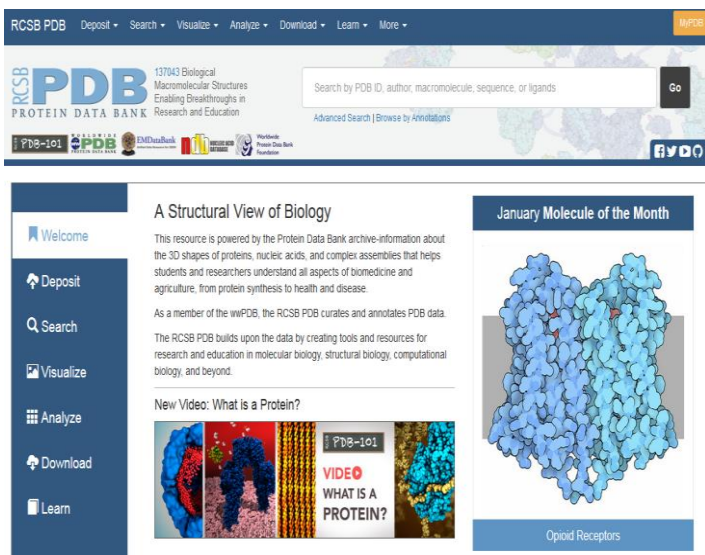 RCSB PDB Deposit Search Visualize Analyze Download Learn More MyPDB
RCSB PDB
PROTEIN DATA BANK
137043 Biological
Macromolecular Structures
Enabling Breakthroughs in
Research and Education
Search by PDB ID, author, macromolecule, sequence, or ligands
Go
Advanced Search | Browse by Annotations
PDB-101
WORLDWIDE
PDB
PROTEIN DATA BANK
EMDataBank
NUCLEIC ACID
DATABASE
Worldwide
Protein Data Bank
Foundation
Welcome
Deposit
Search
Visualize
Analyze
Download
Learn
A Structural View of Biology
This resource is powered by the Protein Data Bank archive-information about
the 3D shapes of proteins, nucleic acids, and complex assemblies that helps
students and researchers understand all aspects of biomedicine and
agriculture, from protein synthesis to health and disease.
As a member of the wwPDB, the RCSB PDB curates and annotates PDB data.
The RCSB PDB builds upon the data by creating tools and resources for
research and education in molecular biology, structural biology, computational
biology, and beyond.
New Video: What is a Protein?
PDB-101
VIDEO
WHAT IS A
PROTEIN?
January Molecule of the Month
Opioid Receptors